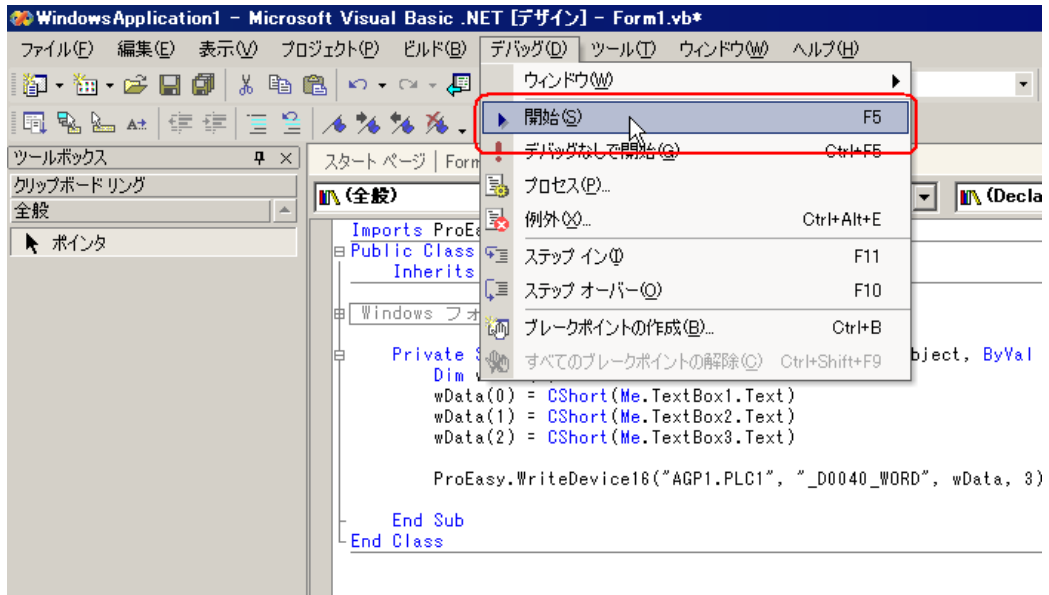 WindowsApplication1 - Microsoft Visual Basic .NET [デザイン] - Form1.vb*
ファイル(F) 編集(E) 表示(V) プロジェクト(P) ビルド(B) デバッグ(D) ツール(T) ウィンドウ(W) ヘルプ(H)
ウィンドウ(W)
開始(S) F5
デバッグなしで開始(G) Ctrl+F5
プロセス(P)...
例外(X)... Ctrl+Alt+E
ステップ イン(I) F11
ステップ オーバー(O) F10
ブレークポイントの作成(B)... Ctrl+B
すべてのブレークポイントの解除(C) Ctrl+Shift+F9
ツールボックス
クリップボード リング
全般
ポインタ
スタート ページ Form
(全般) (Decla
Imports ProEa
Public Class
Inherits
Windows フォ
Private bject, ByVal
Dim
wData(0) = CShort(Me.TextBox1.Text)
wData(1) = CShort(Me.TextBox2.Text)
wData(2) = CShort(Me.TextBox3.Text)
ProEasy.WriteDevice16("AGP1.PLC1", "_D0040_WORD", wData, 3)
End Sub
End Class